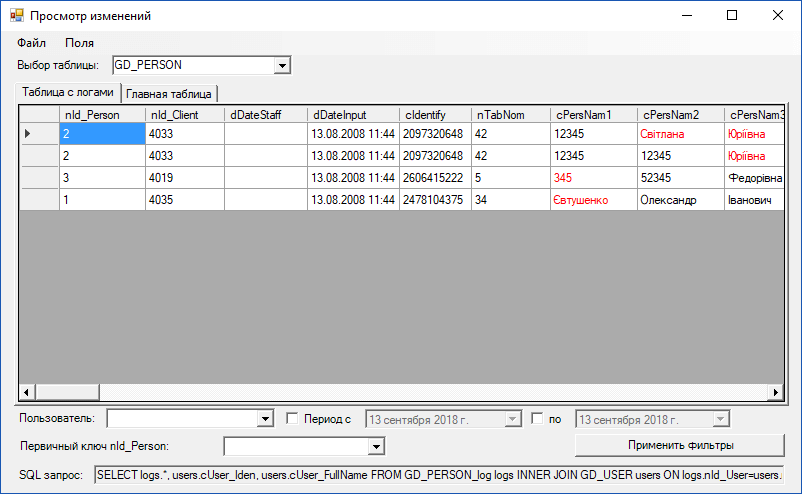 Просмотр изменений
Файл Поля
Выбор таблицы: GD_PERSON
Таблица с логами Главная таблица
nId_Person nId_Client dDateStaff dDateInput cIdentify nTabNom cPersNam1 cPersNam2 cPersNam3
2 4033 13.08.2008 11:44 2097320648 42 12345 Світлана Юріївна
2 4033 13.08.2008 11:44 2097320648 42 12345 12345 Юріївна
3 4019 13.08.2008 11:44 2606415222 5 345 52345 Федорівна
1 4035 13.08.2008 11:44 2478104375 34 Євтушенко Олександр Іванович
Пользователь: Период с 13 сентября 2018 г. по 13 сентября 2018 г.
Первичный ключ nId_Person: Применить фильтры
SQL запрос: SELECT logs.*, users.cUser_Iden, users.cUser_FullName FROM GD_PERSON_log logs INNER JOIN GD_USER users ON logs.nId_User=users.